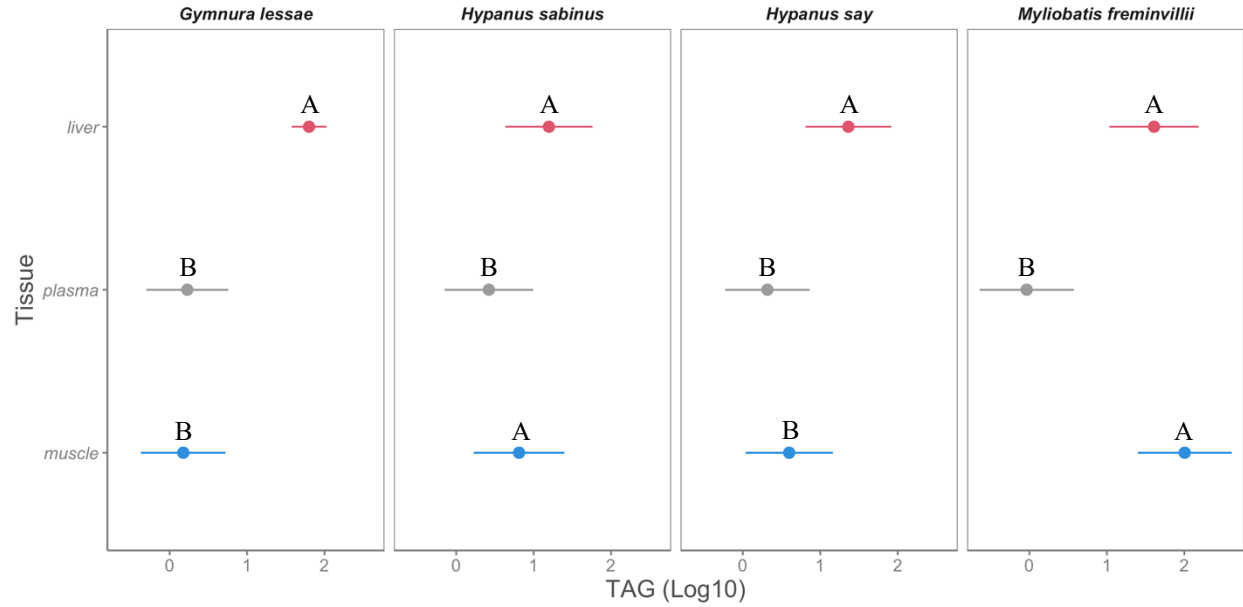 Gymnura lessae
Hypanus sabinus
Hypanus say
Myliobatis freminvillii
Tissue
liver
A
A
A
A
plasma
B
B
B
B
muscle
B
A
B
A
0 1 2
0 1 2
0 1 2
0 1 2
TAG (Log10)